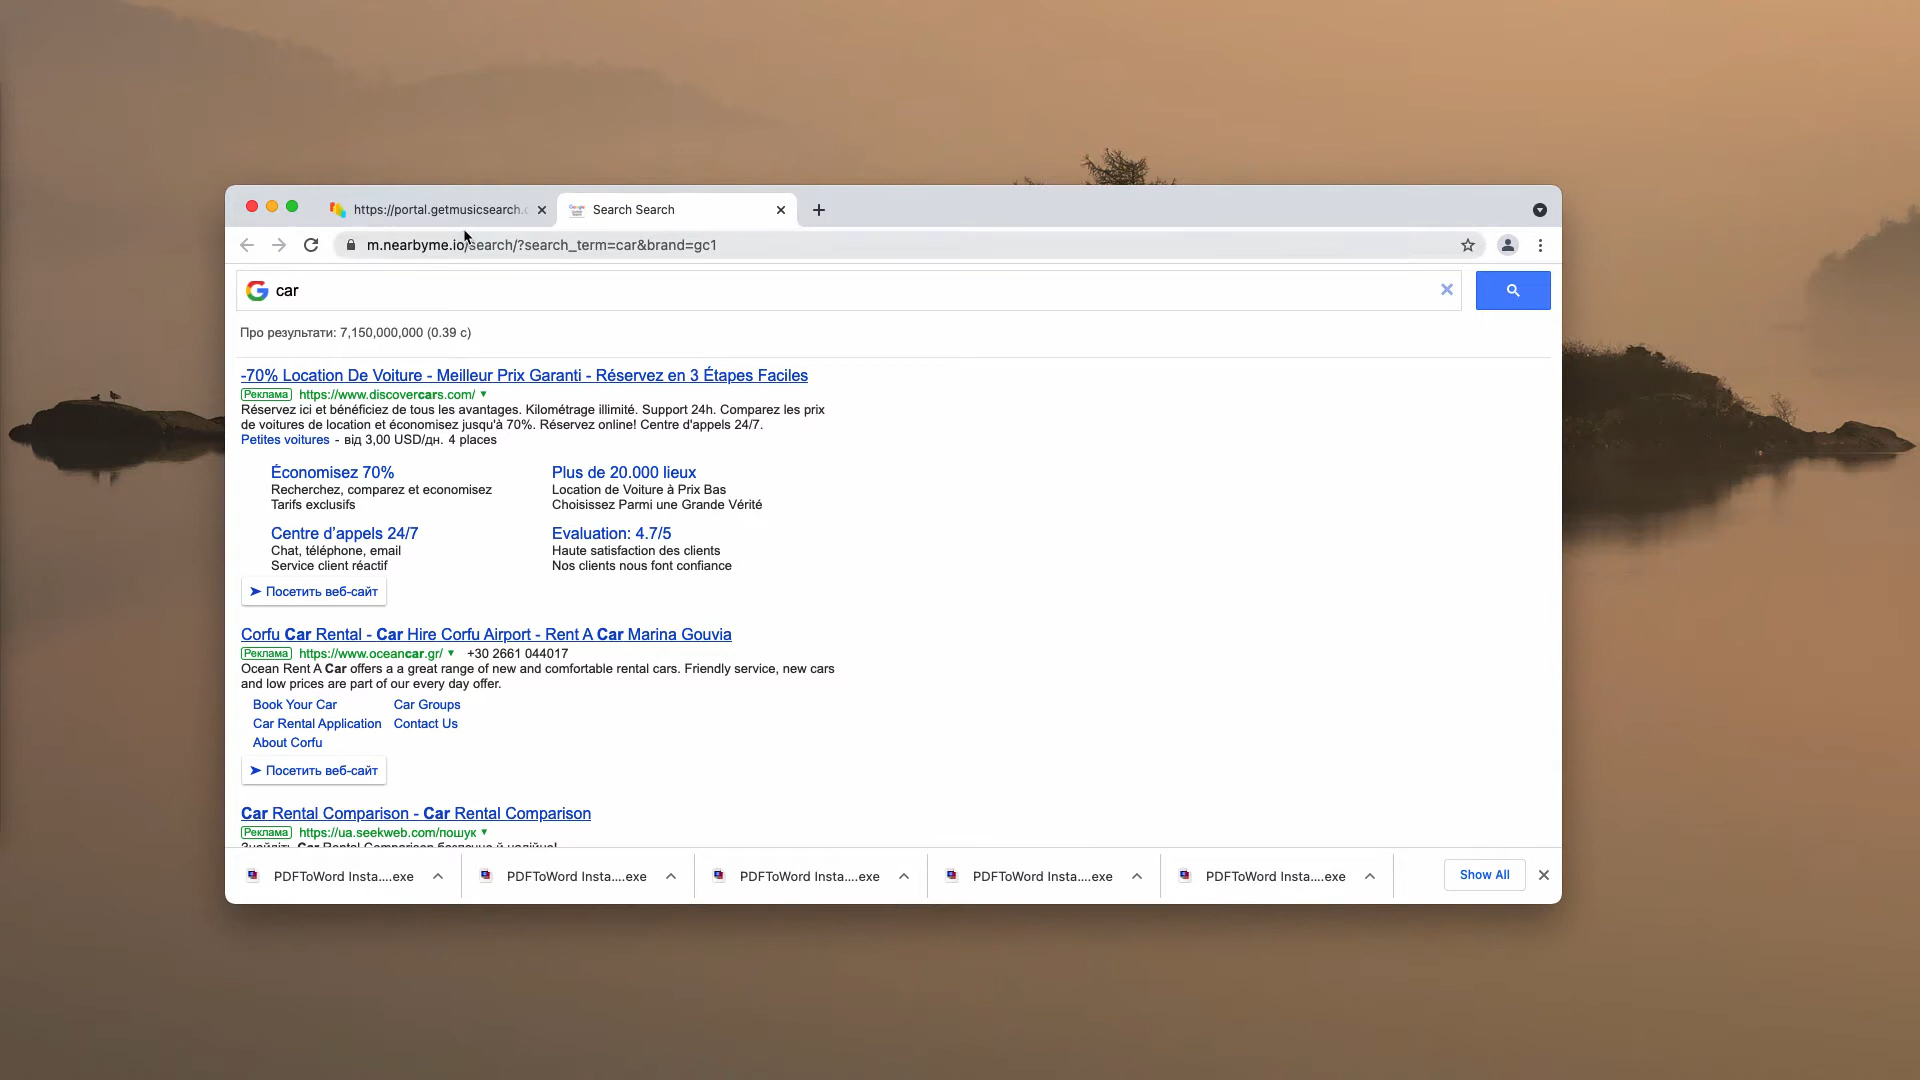 https://portal.getmusicsearch.c
Search Search
m.nearbyme.io/search/?search_term=car&brand=gc1
car
Про результати: 7,150,000,000 (0.39 с)
-70% Location De Voiture - Meilleur Prix Garanti - Réservez en 3 Étapes Faciles
Реклама https://www.discovercars.com/
Réservez ici et bénéficiez de tous les avantages. Kilométrage illimité. Support 24h. Comparez les prix
de voitures de location et économisez jusqu'à 70%. Réservez online! Centre d'appels 24/7.
Petites voitures - від 3,00 USD/дн. 4 places
Économisez 70%
Recherchez, comparez et economisez
Tarifs exclusifs
Plus de 20.000 lieux
Location de Voiture à Prix Bas
Choisissez Parmi une Grande Vérité
Centre d'appels 24/7
Chat, téléphone, email
Service client réactif
Evaluation: 4.7/5
Haute satisfaction des clients
Nos clients nous font confiance
Посетить веб-сайт
Corfu Car Rental - Car Hire Corfu Airport - Rent A Car Marina Gouvia
Реклама https://www.oceancar.gr/ +30 2661 044017
Ocean Rent A Car offers a a great range of new and comfortable rental cars. Friendly service, new cars
and low prices are part of our every day offer.
Book Your Car Car Groups
Car Rental Application Contact Us
About Corfu
Посетить веб-сайт
Car Rental Comparison - Car Rental Comparison
Реклама https://ua.seekweb.com/пошук
Знайдіть Car Rental Comparison безпечно й надійно!
PDFToWord Insta....exe PDFToWord Insta....exe PDFToWord Insta....exe PDFToWord Insta....exe PDFToWord Insta....exe Show All